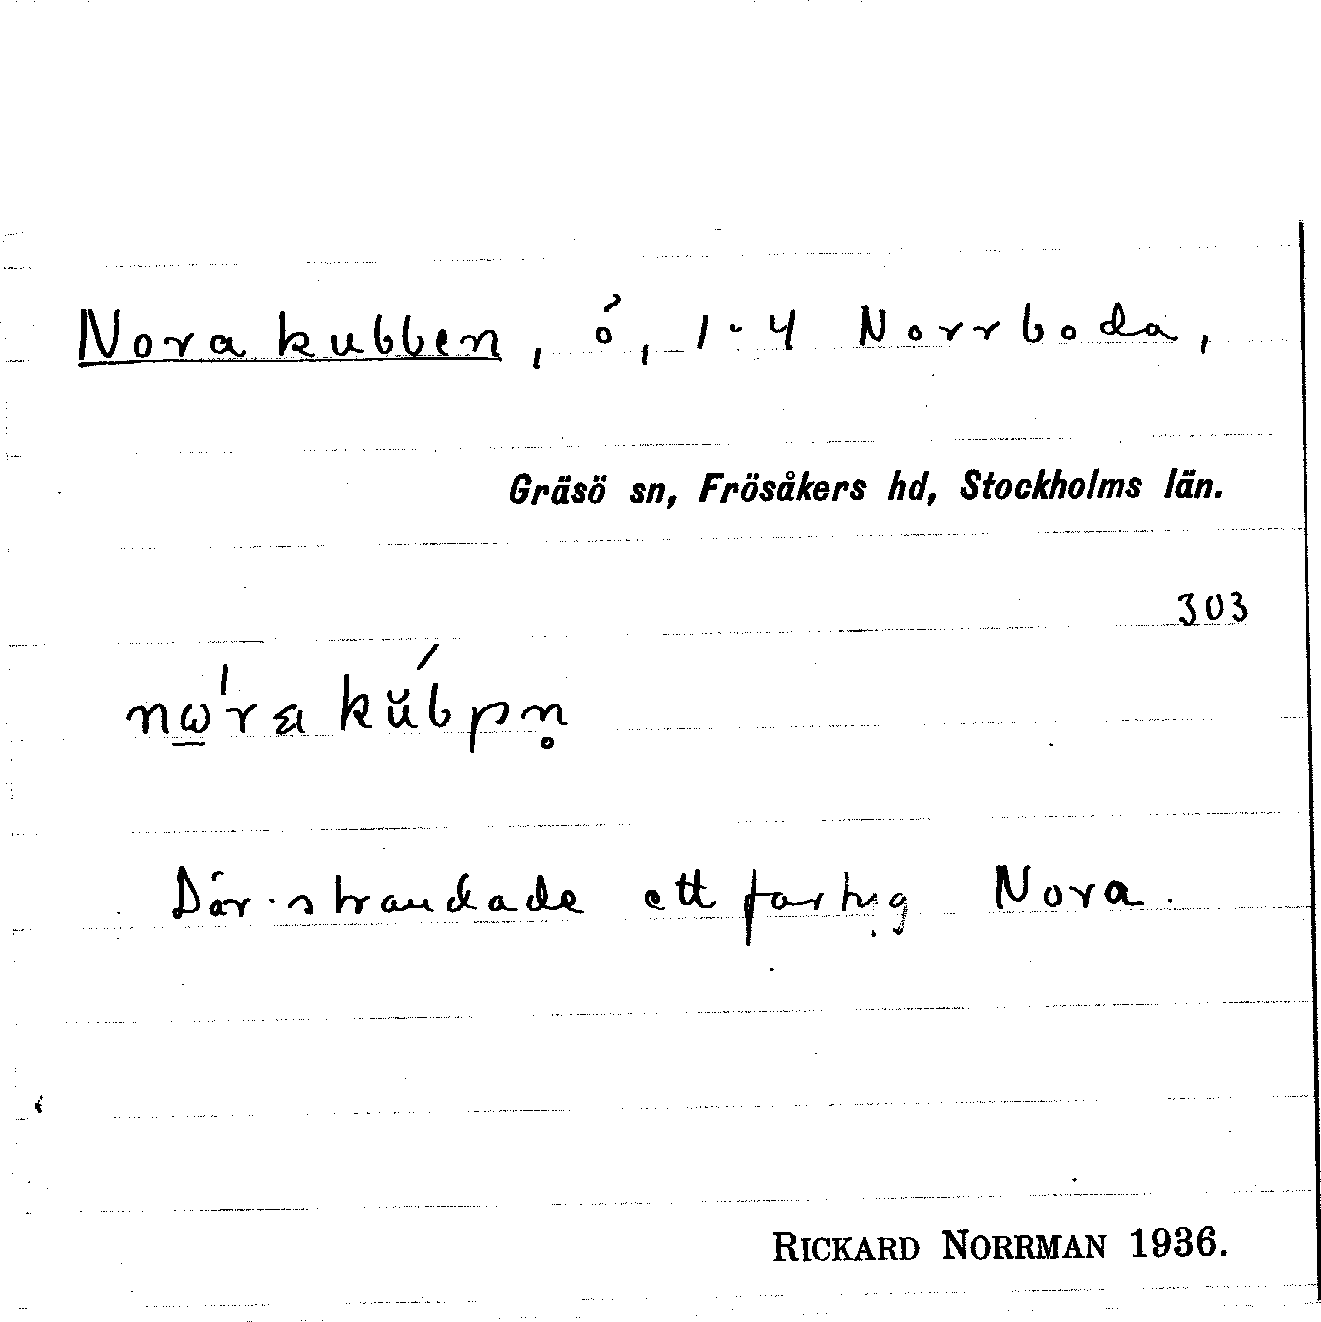 Norakubben, ö, 1-4 Norrboda,
Gräsö sn, Frösåkers hd, Stockholms län.
303
nω̲'ra kŭ́bpn̥
Där strandade ett fartyg Nora.
RICKARD NORRMAN 1936.